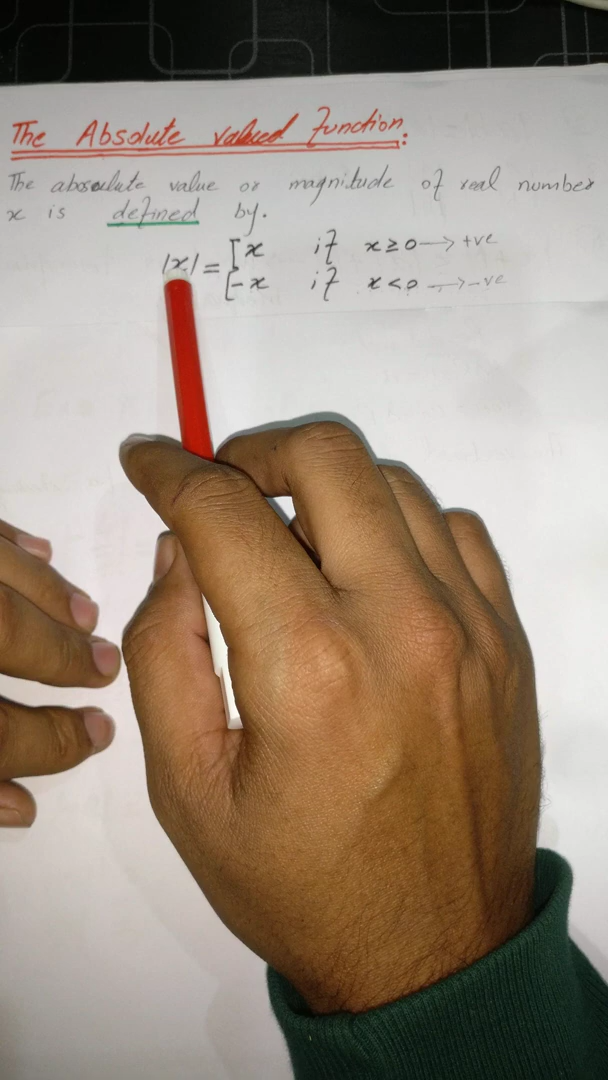 The Absolute valued Function:
The abosolute value or magnitude of real number
x is defined by.
|x| = [x if x ≥ 0 → +ve
[-x if x < 0 → -ve